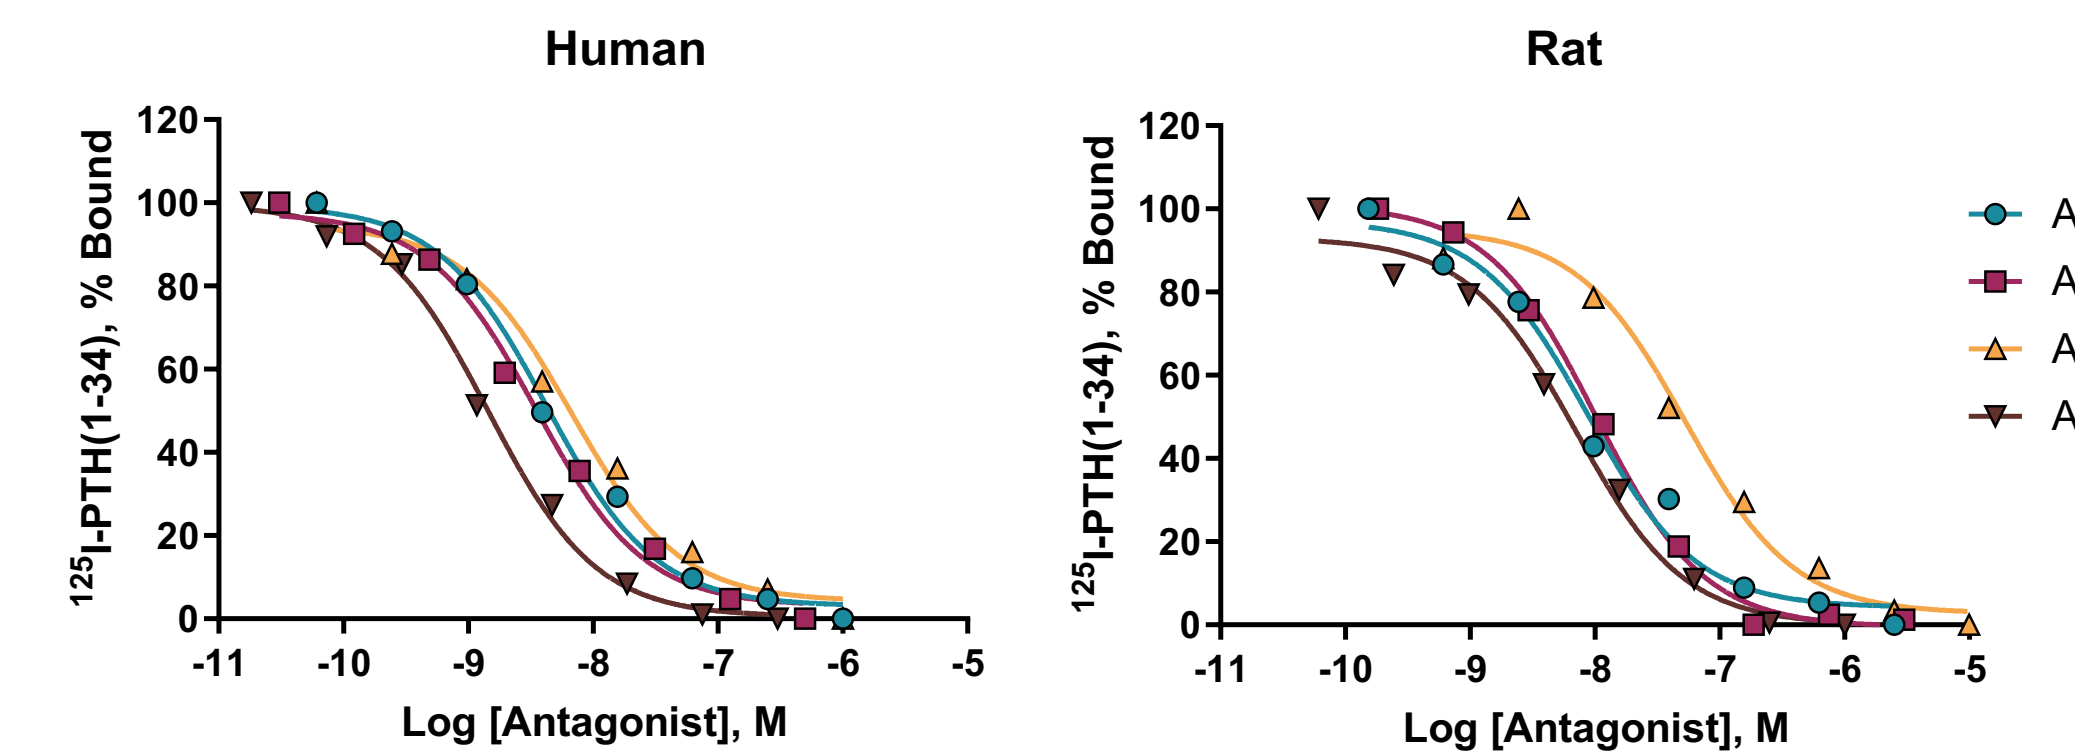 Human
120
100
80
60
40
20
0
-11 -10 -9 -8 -7 -6 -5
125I-PTH(1-34), % Bound
Log [Antagonist], M
Rat
120
100
80
60
40
20
0
-11 -10 -9 -8 -7 -6 -5
125I-PTH(1-34), % Bound
Log [Antagonist], M
A
A
A
A